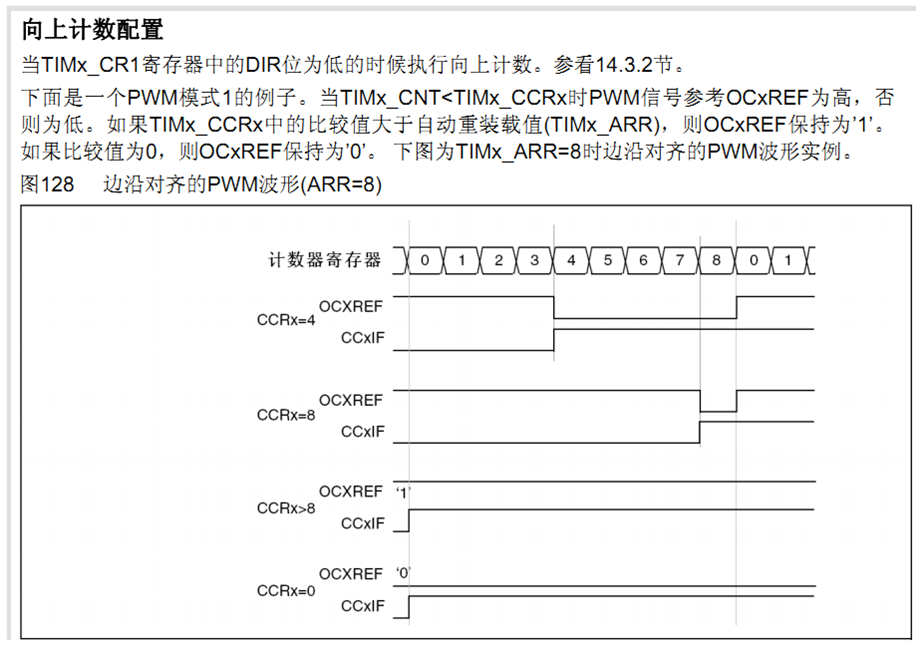 向上计数配置
当TIMx_CR1寄存器中的DIR位为低的时候执行向上计数。参看14.3.2节。
下面是一个PWM模式1的例子。当TIMx_CNT<TIMx_CCRx时PWM信号参考OCxREF为高，否
则为低。如果TIMx_CCRx中的比较值大于自动重装载值(TIMx_ARR)，则OCxREF保持为’1’。
如果比较值为0，则OCxREF保持为’0’。 下图为TIMx_ARR=8时边沿对齐的PWM波形实例。
图128 边沿对齐的PWM波形(ARR=8)
计数器寄存器 0 1 2 3 4 5 6 7 8 0 1
OCXREF
CCRx=4
CCxIF
OCXREF
CCRx=8
CCxIF
OCXREF ‘1’
CCRx>8
CCxIF
OCXREF ‘0’
CCRx=0
CCxIF